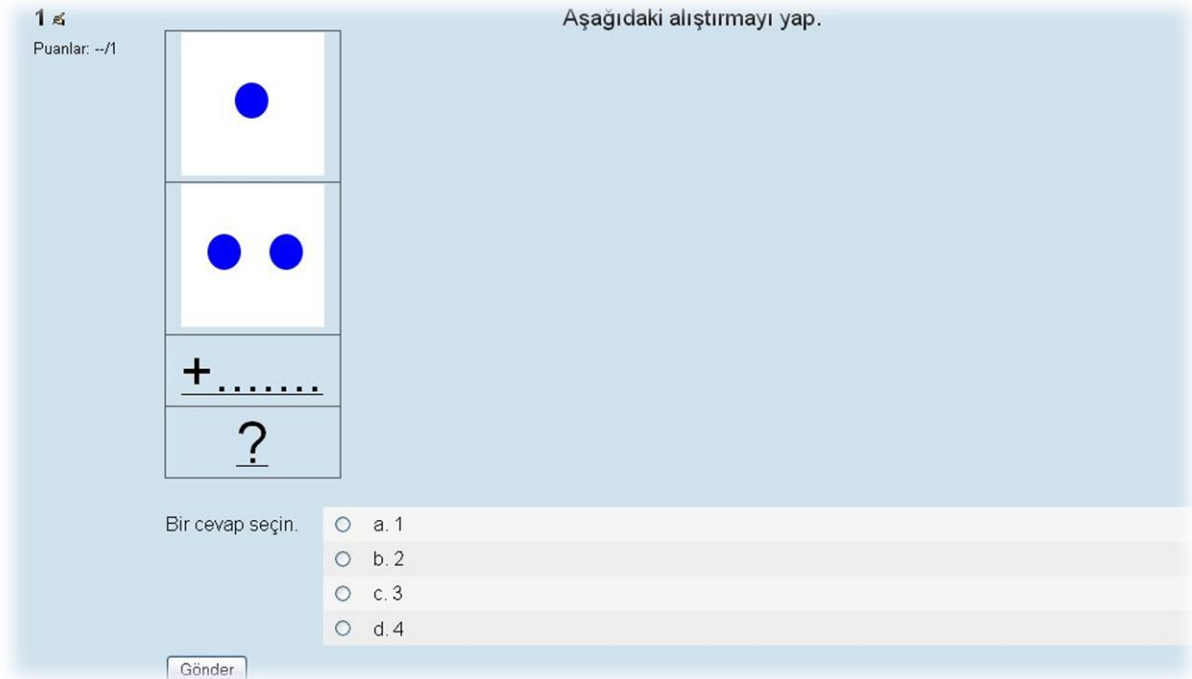 1
Aşağıdaki alıştırmayı yap.
Puanlar: --/1
+.......
?
Bir cevap seçin.
a. 1
b. 2
c. 3
d. 4
Gönder